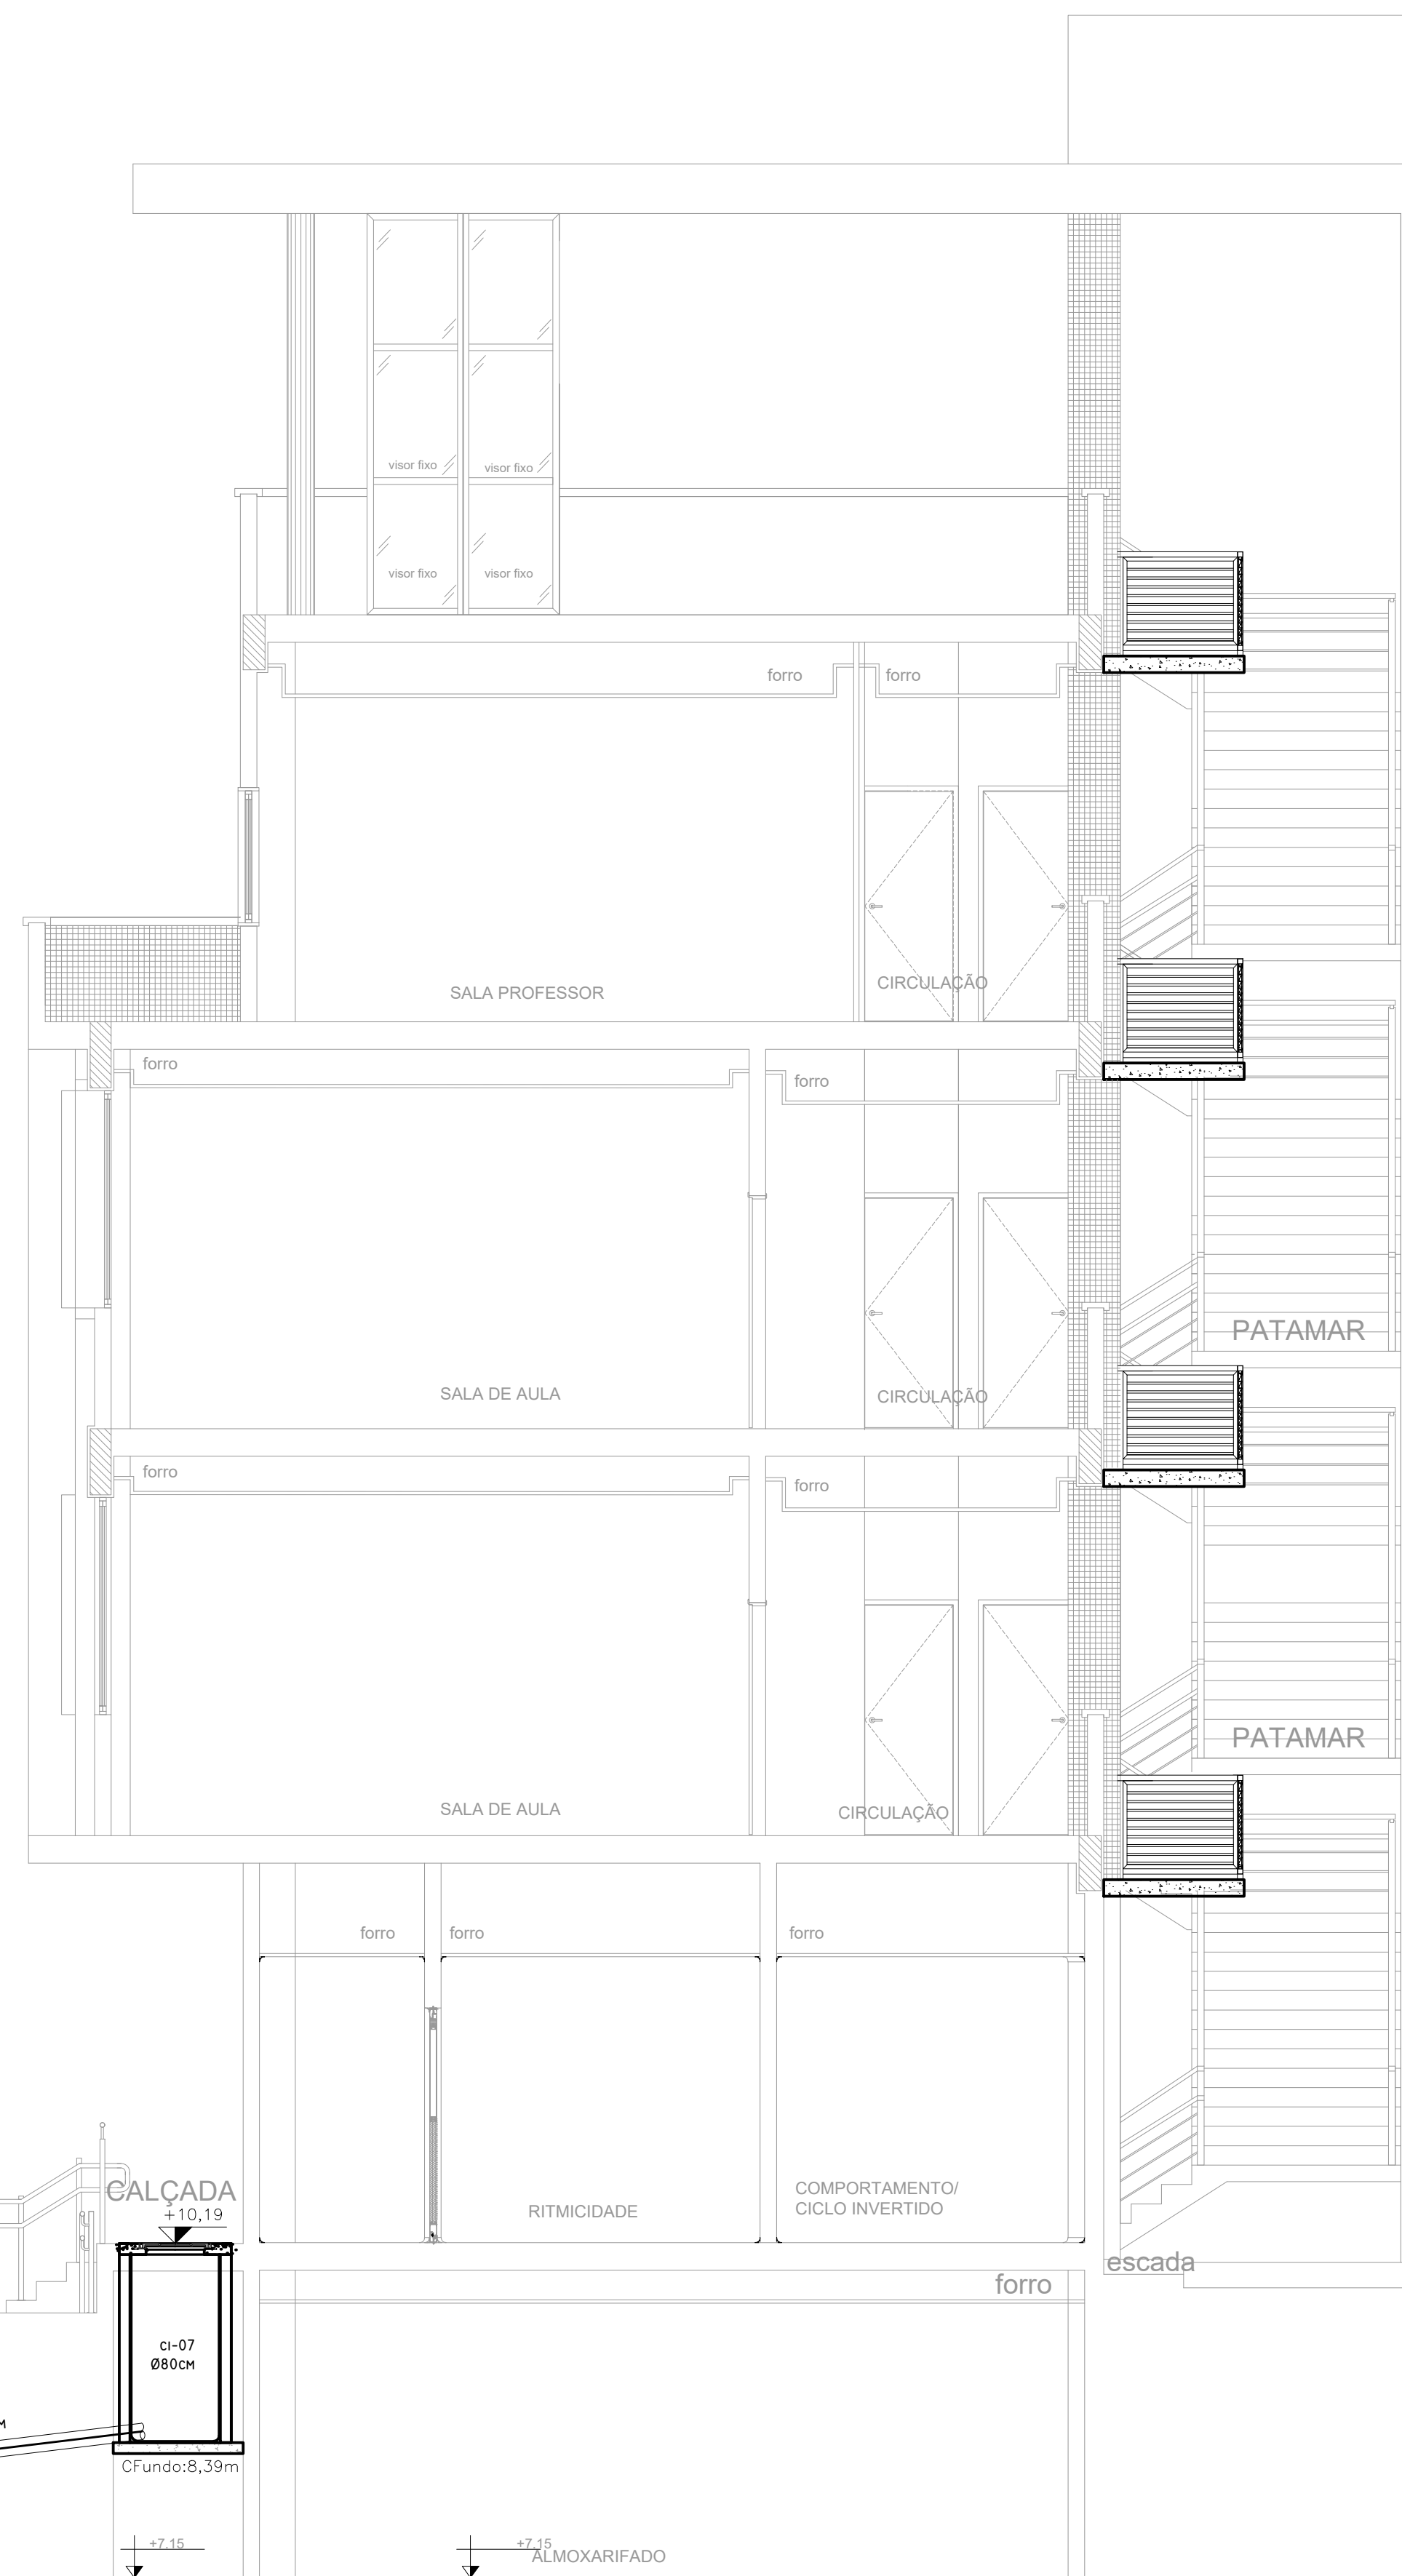 visor fixo
visor fixo
visor fixo
visor fixo
forro
forro
SALA PROFESSOR
CIRCULAÇÃO
forro
forro
PATAMAR
SALA DE AULA
CIRCULAÇÃO
forro
forro
PATAMAR
SALA DE AULA
CIRCULAÇÃO
forro
forro
forro
CALÇADA
+10,19
RITMICIDADE
COMPORTAMENTO/
CICLO INVERTIDO
escada
forro
CI-07
Ø80CM
M
CFundo:8,39m
+7.15
+7.15
ALMOXARIFADO